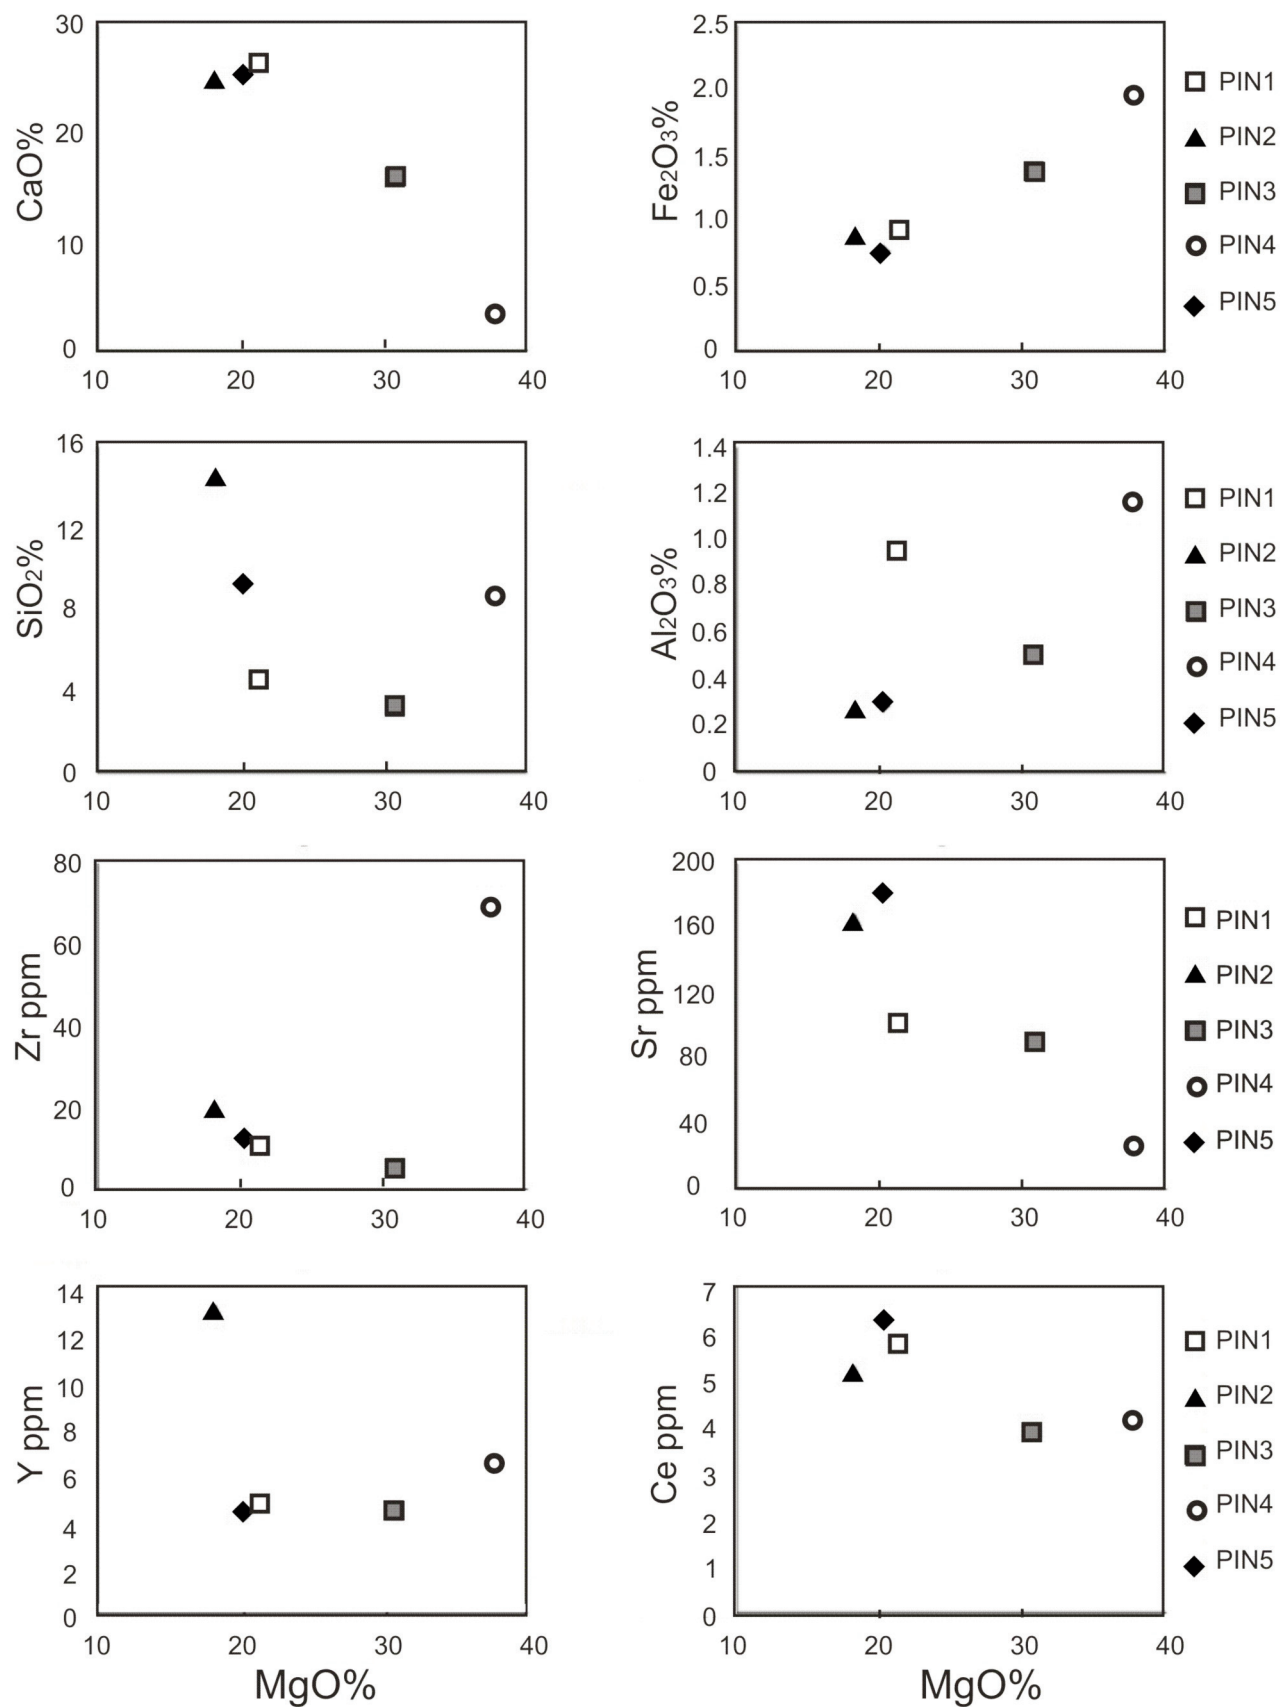 30
20
10
0
CaO%
10 20 30 40
2.5
2.0
1.5
1.0
0.5
0
Fe2O3%
10 20 30 40
PIN1
PIN2
PIN3
PIN4
PIN5
16
12
8
4
0
SiO2%
10 20 30 40
1.4
1.2
1.0
0.8
0.6
0.4
0.2
0
Al2O3%
10 20 30 40
PIN1
PIN2
PIN3
PIN4
PIN5
80
60
40
20
0
Zr ppm
10 20 30 40
200
160
120
80
40
0
Sr ppm
10 20 30 40
PIN1
PIN2
PIN3
PIN4
PIN5
14
12
10
8
6
4
2
0
Y ppm
10 20 30 40
MgO%
7
6
5
4
3
2
1
0
Ce ppm
10 20 30 40
MgO%
PIN1
PIN2
PIN3
PIN4
PIN5